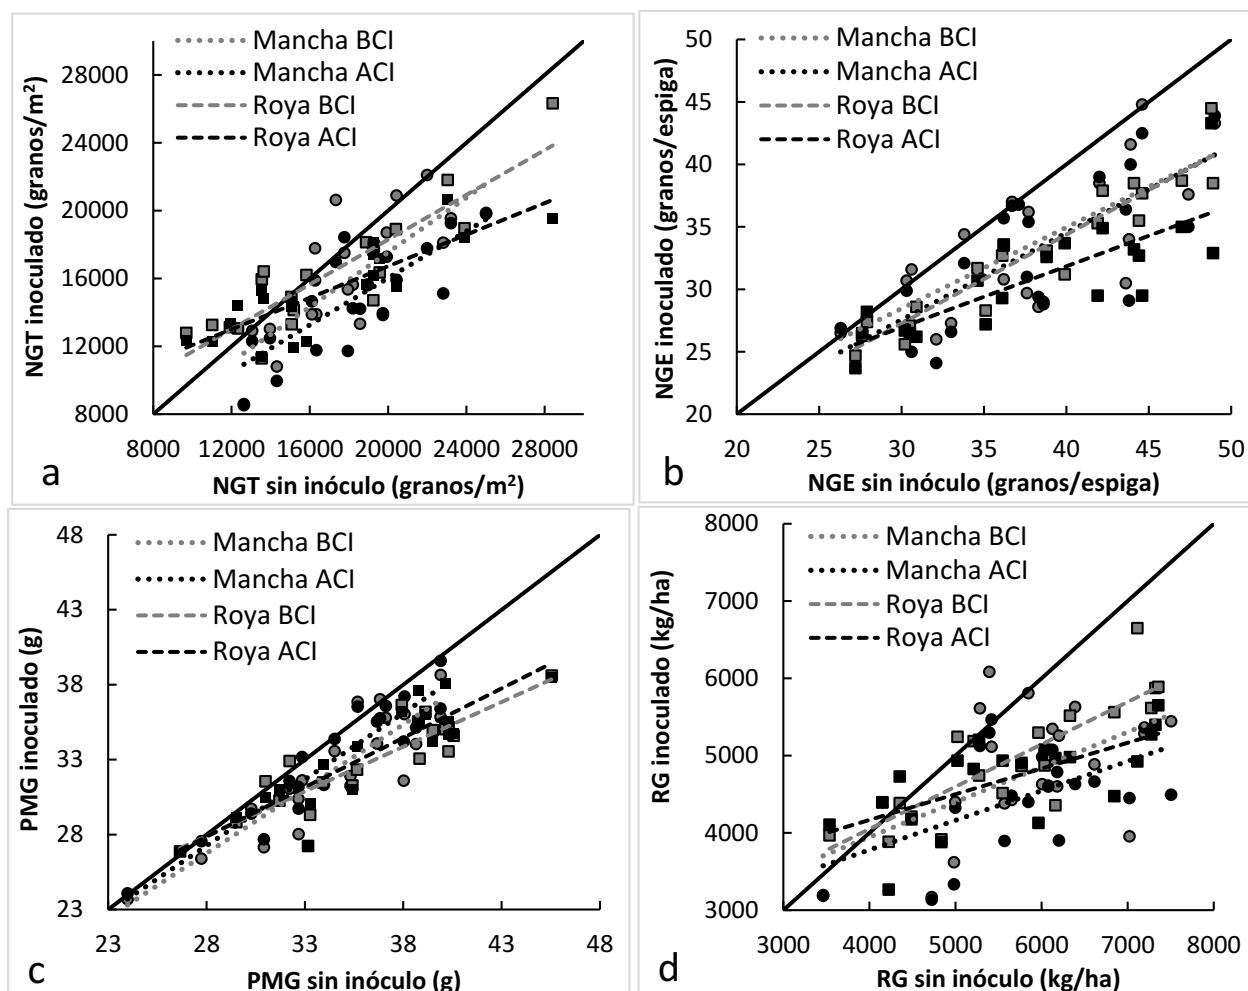 Mancha BCI
Mancha ACI
Roya BCI
Roya ACI
28000
24000
20000
16000
12000
8000
NGT inoculado (granos/m²)
8000 12000 16000 20000 24000 28000
NGT sin inóculo (granos/m²)
a
Mancha BCI
Mancha ACI
Roya BCI
Roya ACI
50
45
40
35
30
25
20
NGE inoculado (granos/espiga)
20 25 30 35 40 45 50
NGE sin inóculo (granos/espiga)
b
Mancha BCI
Mancha ACI
Roya BCI
Roya ACI
48
43
38
33
28
23
PMG inoculado (g)
23 28 33 38 43 48
PMG sin inóculo (g)
c
Mancha BCI
Mancha ACI
Roya BCI
Roya ACI
8000
7000
6000
5000
4000
3000
RG inoculado (kg/ha)
3000 4000 5000 6000 7000 8000
RG sin inóculo (kg/ha)
d